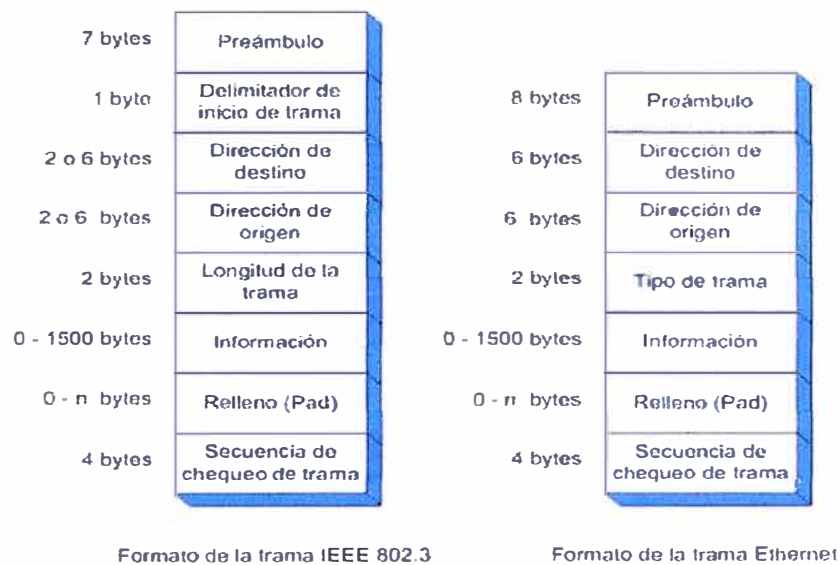 7 bytes
Preámbulo
1 byte
Delimitador de
inicio de trama
2 o 6 bytes
Dirección de
destino
2 o 6 bytes
Dirección de
origen
2 bytes
Longitud de la
trama
0 - 1500 bytes
Información
0 - n bytes
Relleno (Pad)
4 bytes
Secuencia de
chequeo de trama
Formato de la trama IEEE 802.3
8 bytes
Preámbulo
6 bytes
Dirección de
destino
6 bytes
Dirección de
origen
2 bytes
Tipo de trama
0 - 1500 bytes
Información
0 - n bytes
Relleno (Pad)
4 bytes
Secuencia de
chequeo de trama
Formato de la trama Ethernet